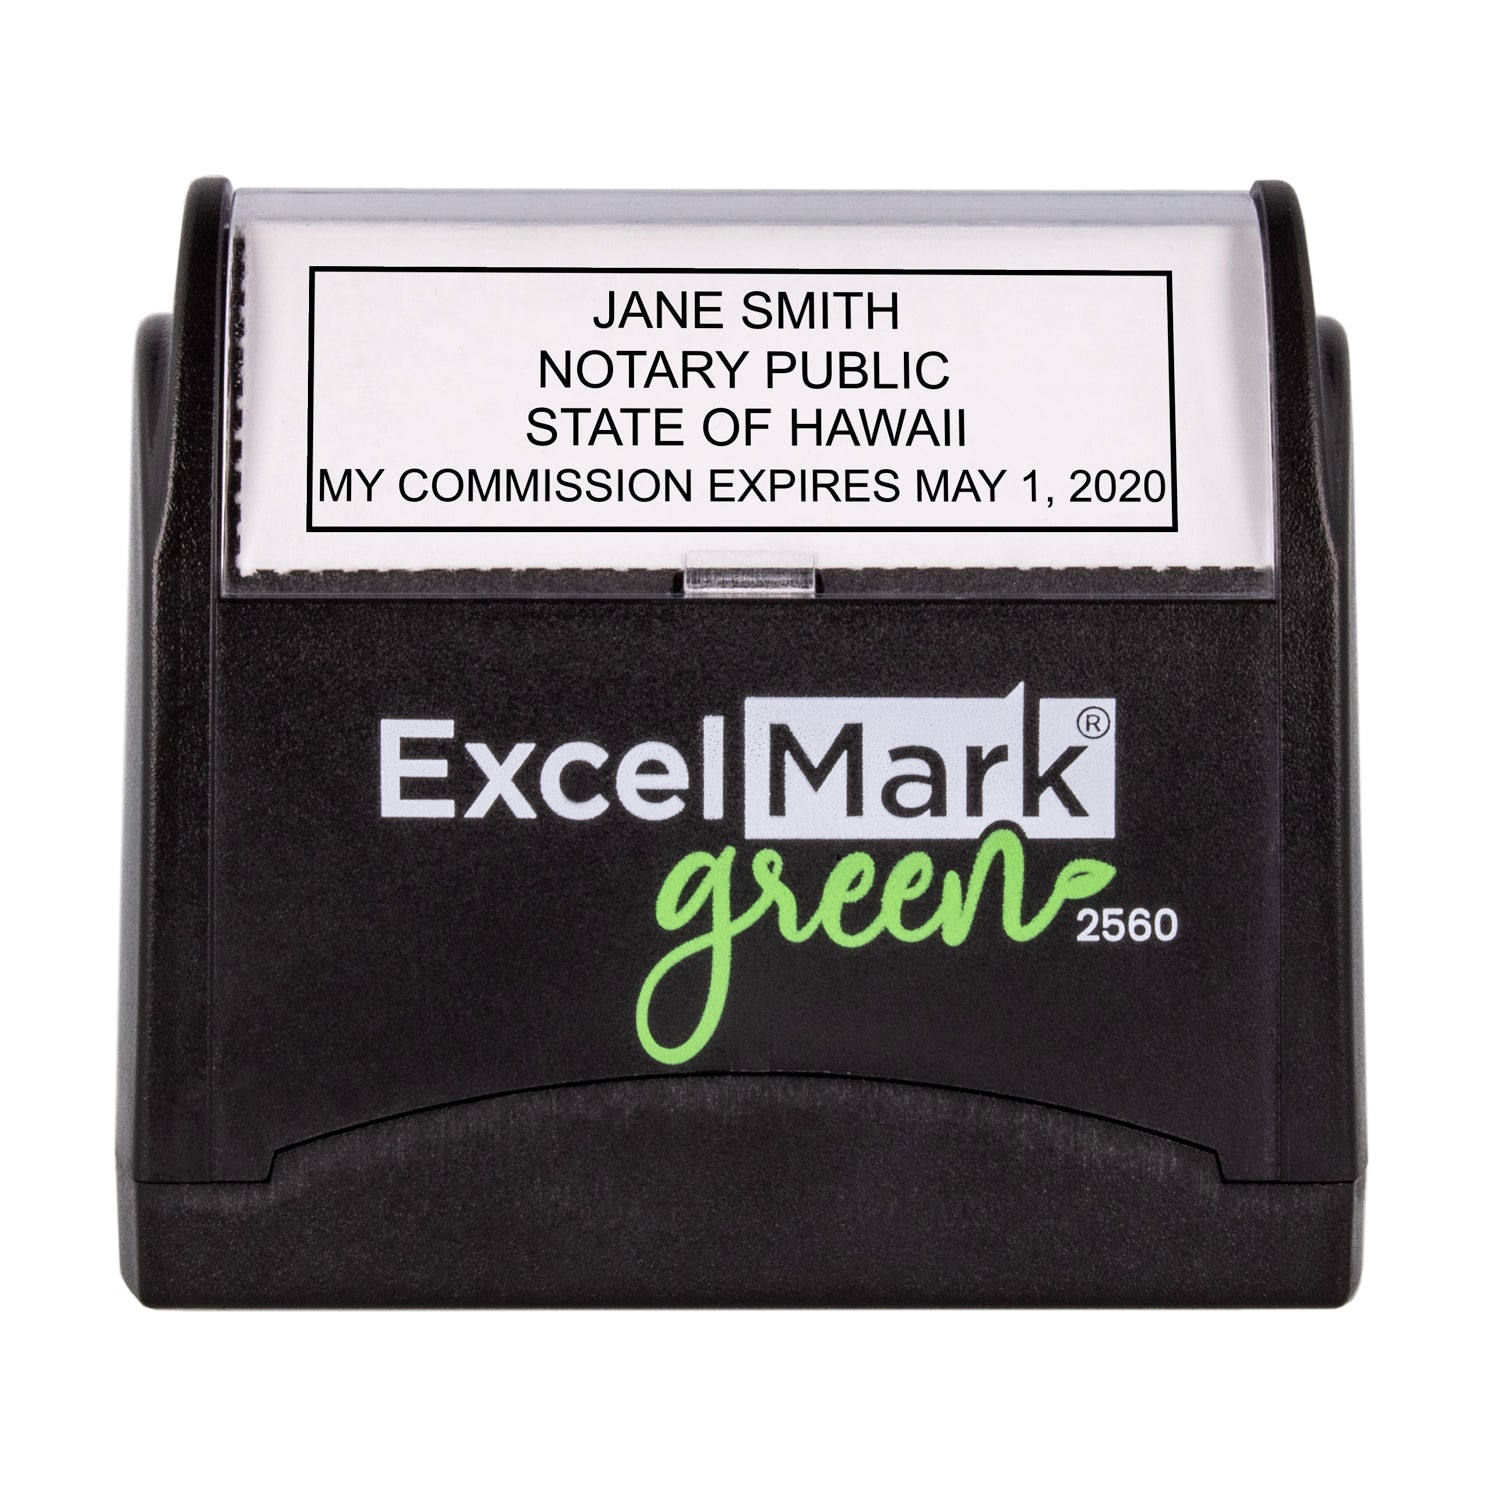 JANE SMITH
NOTARY PUBLIC
STATE OF HAWAII
MY COMMISSION EXPIRES MAY 1, 2020
ExcelMark®
green 2560